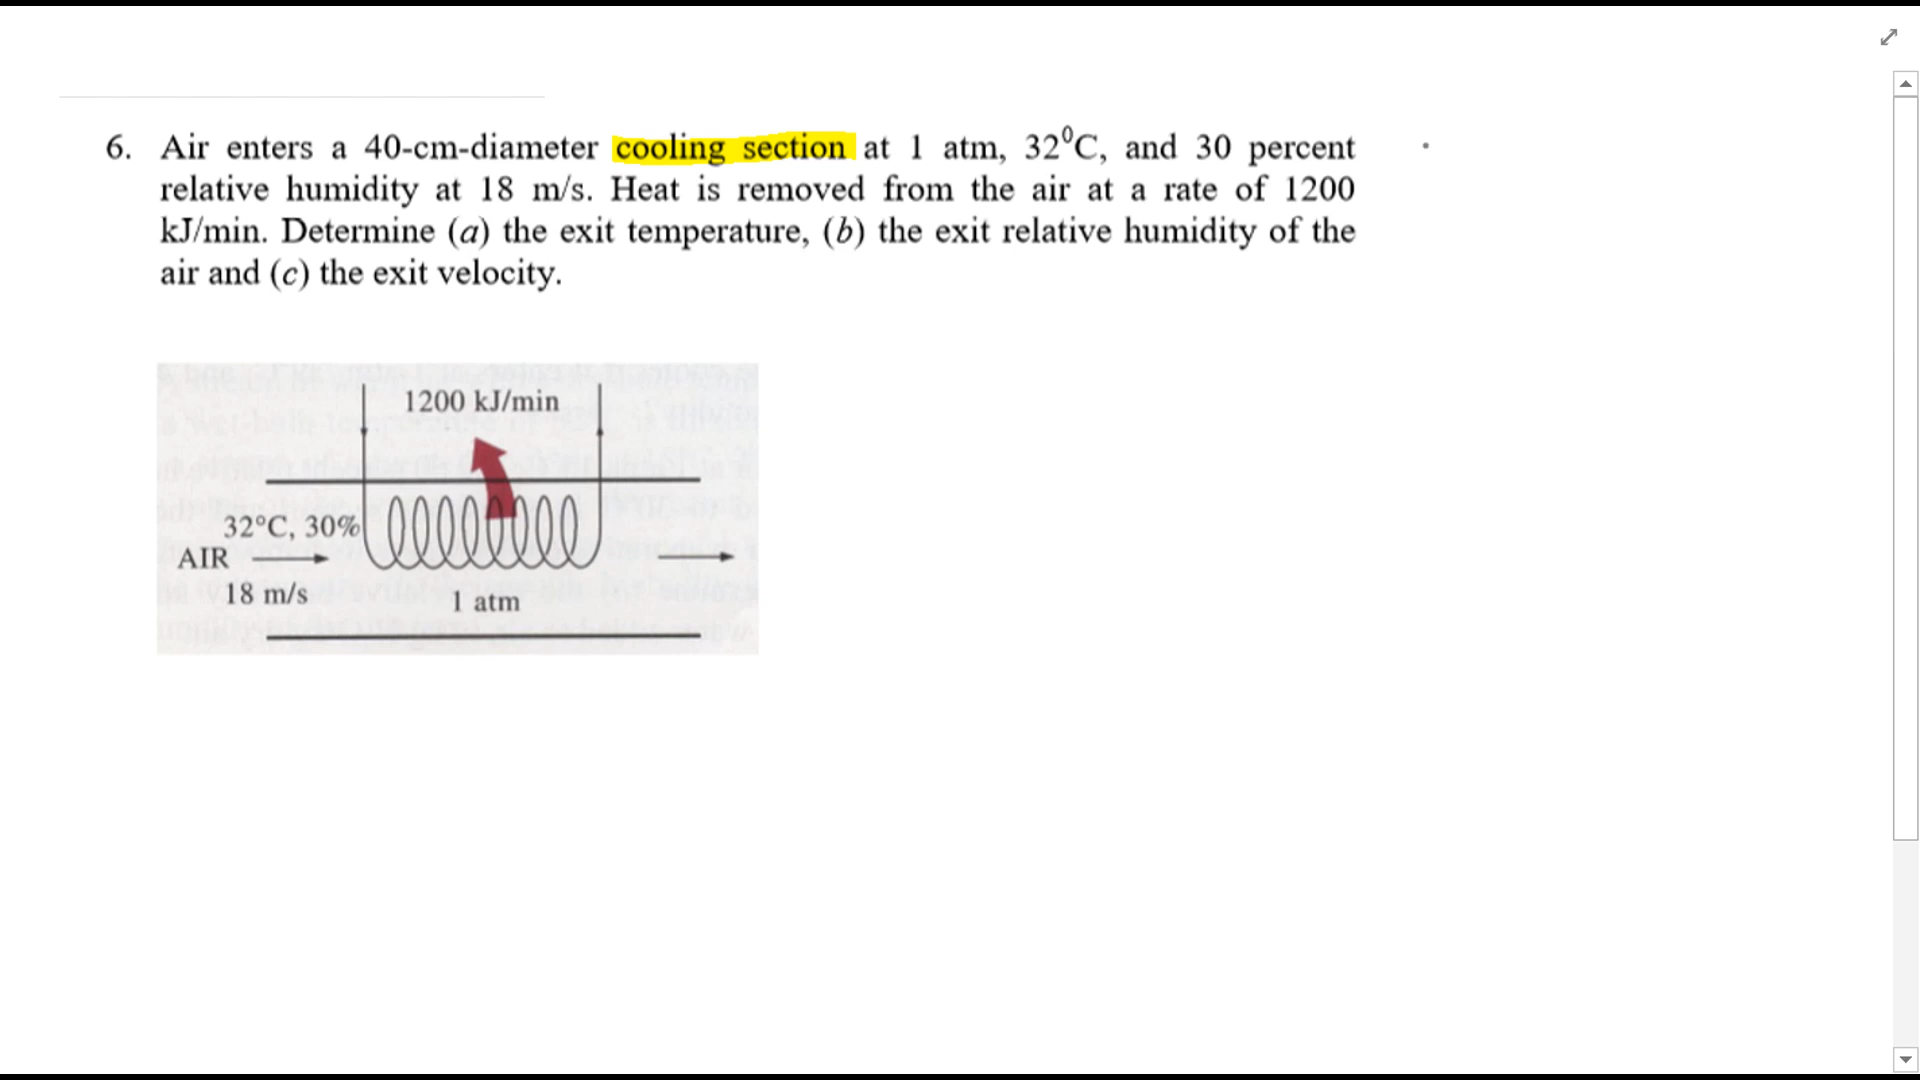 6. Air enters a 40-cm-diameter cooling section at 1 atm, 32⁰C, and 30 percent
relative humidity at 18 m/s. Heat is removed from the air at a rate of 1200
kJ/min. Determine (a) the exit temperature, (b) the exit relative humidity of the
air and (c) the exit velocity.
1200 kJ/min
32°C, 30%
AIR
18 m/s
1 atm